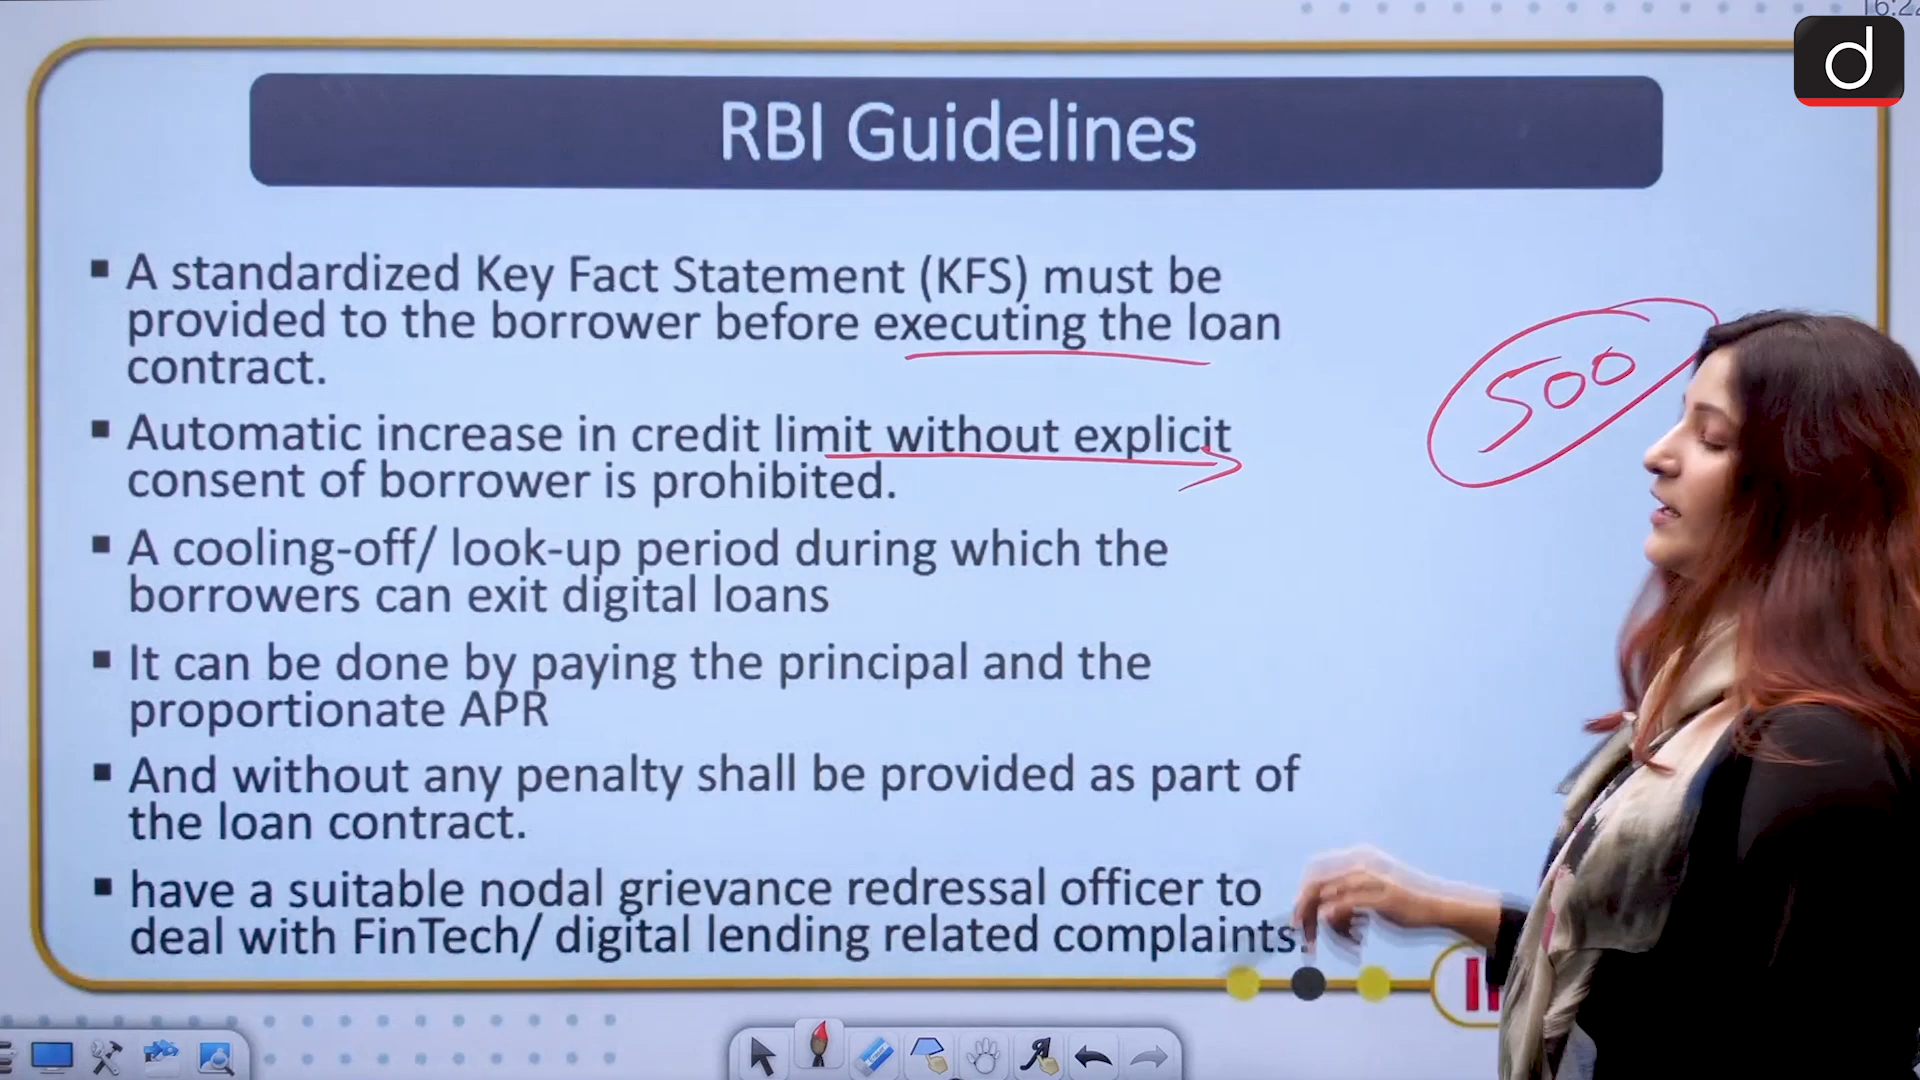 16:22
d
RBI Guidelines
▪ A standardized Key Fact Statement (KFS) must be
provided to the borrower before executing the loan
contract.
500
▪ Automatic increase in credit limit without explicit
consent of borrower is prohibited.
▪ A cooling-off/ look-up period during which the
borrowers can exit digital loans
▪ It can be done by paying the principal and the
proportionate APR
▪ And without any penalty shall be provided as part of
the loan contract.
▪ have a suitable nodal grievance redressal officer to
deal with FinTech/ digital lending related complaints.